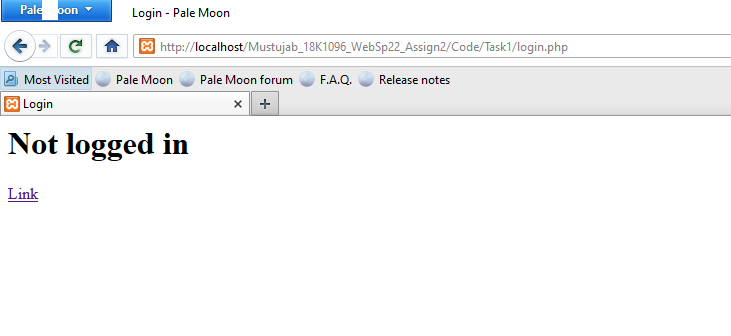 Pale oon
Login - Pale Moon
http://localhost/Mustujab_18K1096_WebSp22_Assign2/Code/Task1/login.php
Most Visited Pale Moon Pale Moon forum F.A.Q. Release notes
Login
Not logged in
Link